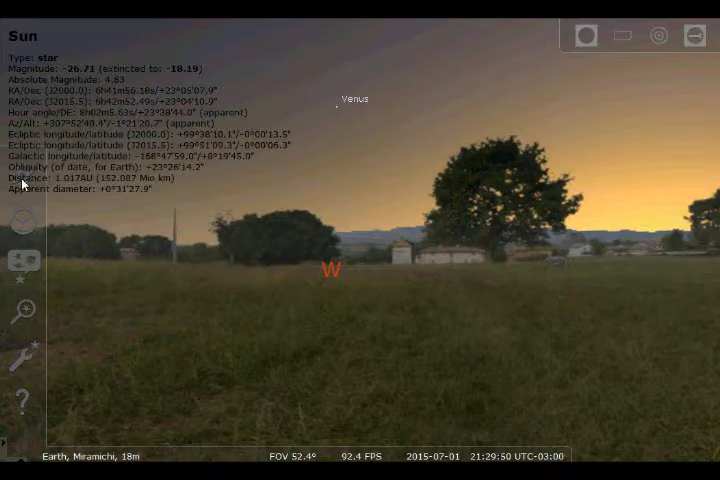 Sun
Type: star
Magnitude: -26.71 (extincted to: -18.19)
Absolute Magnitude: 4.83
RA/Dec (J2000.0): 6h41m56.18s/+23°05'07.9"
RA/Dec (J2015.5): 6h42m52.49s/+23°04'10.9"
Hour angle/DE: 8h02m5.63s/+23°38'44.0" (apparent)
Az/Alt: +307°52'40.4"/-1°21'20.7" (apparent)
Ecliptic longitude/latitude (J2000.0): +99°38'10.1"/-0°00'13.5"
Ecliptic longitude/latitude (J2015.5): +99°51'09.3"/-0°00'06.3"
Galactic longitude/latitude: -168°47'59.0"/+8°19'45.0"
Obliquity (of date, for Earth): +23°26'14.2"
Distance: 1.017AU (152.087 Mio km)
Apparent diameter: +0°31'27.9"
Venus
W
Earth, Miramichi, 18m FOV 52.4° 92.4 FPS 2015-07-01 21:29:50 UTC-03:00